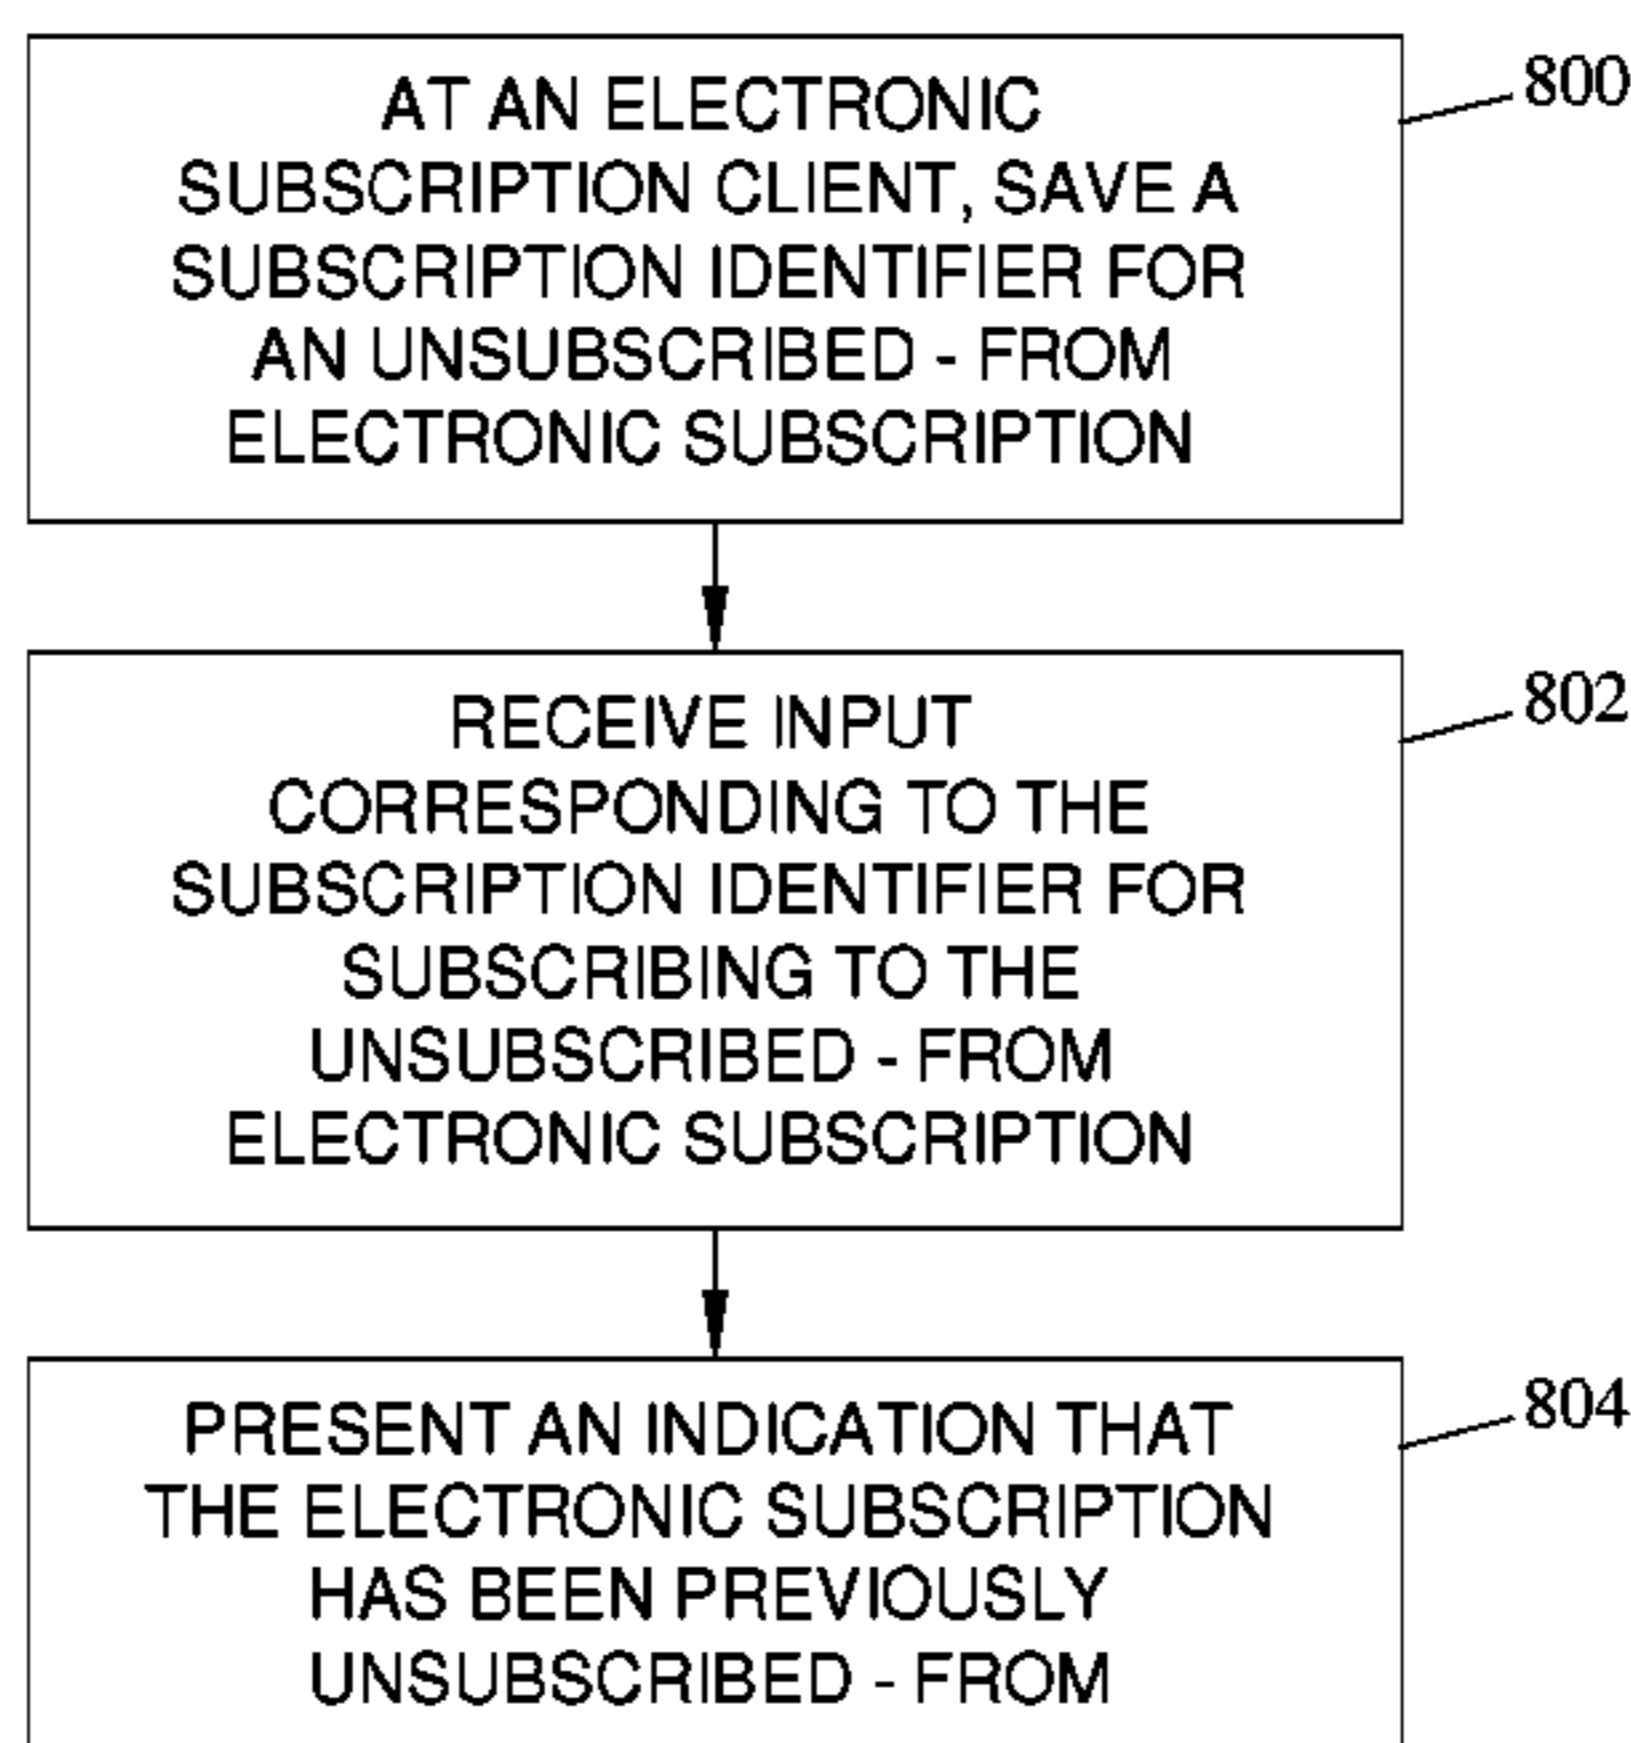 AT AN ELECTRONIC
SUBSCRIPTION CLIENT, SAVE A
SUBSCRIPTION IDENTIFIER FOR
AN UNSUBSCRIBED - FROM
ELECTRONIC SUBSCRIPTION
800
RECEIVE INPUT
CORRESPONDING TO THE
SUBSCRIPTION IDENTIFIER FOR
SUBSCRIBING TO THE
UNSUBSCRIBED - FROM
ELECTRONIC SUBSCRIPTION
802
PRESENT AN INDICATION THAT
THE ELECTRONIC SUBSCRIPTION
HAS BEEN PREVIOUSLY
UNSUBSCRIBED - FROM
804